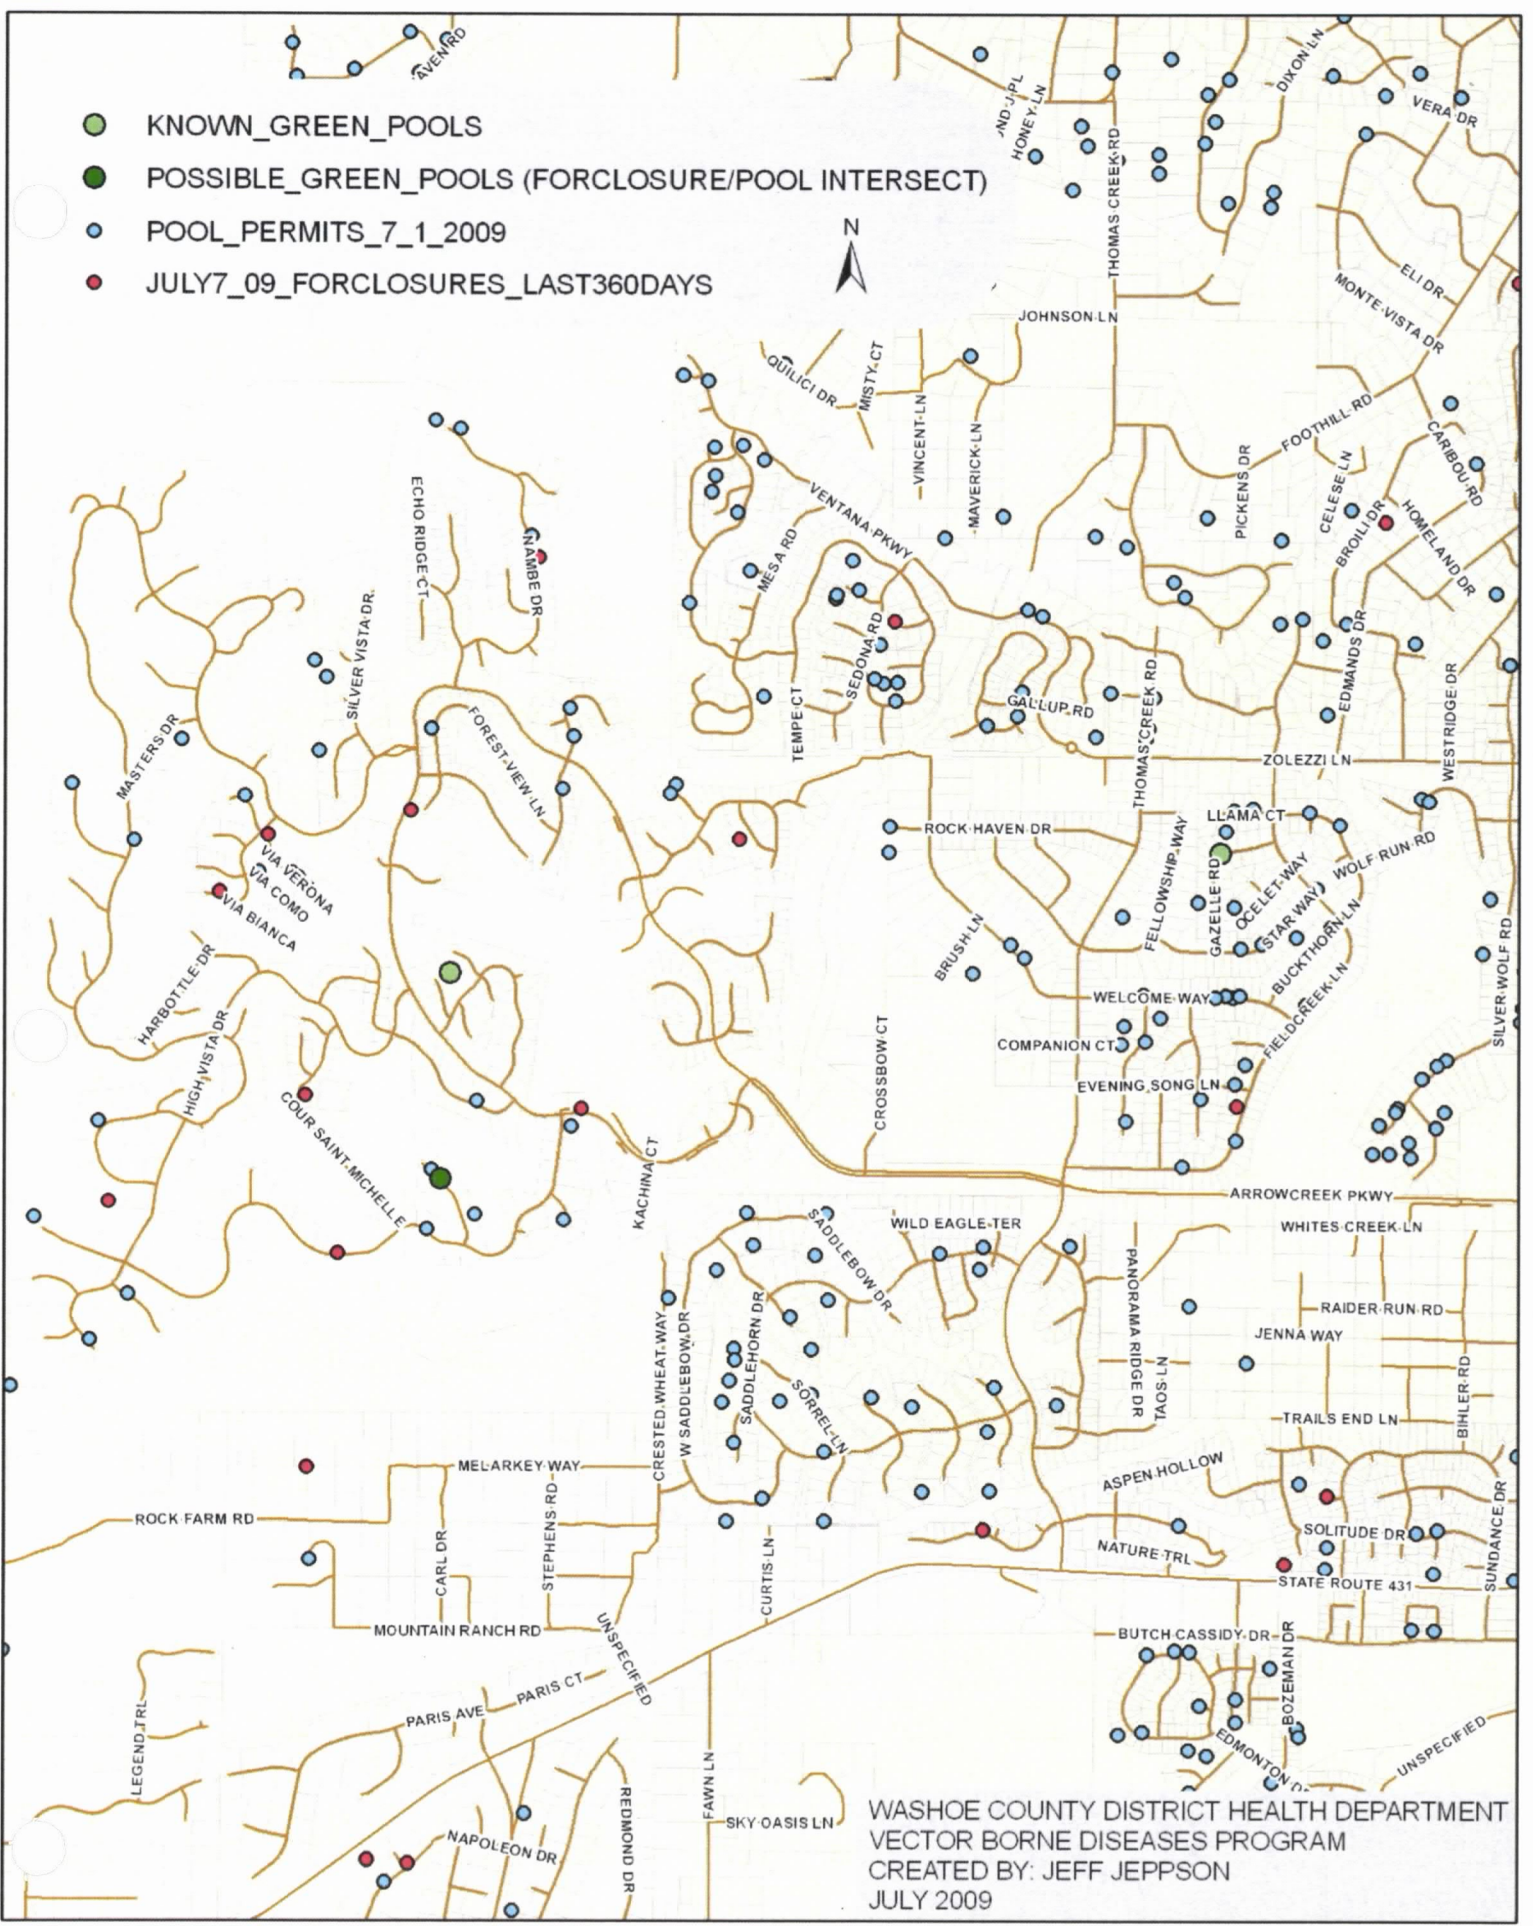 AVEN RD
DIXON LN
VERA DR
HONEY LN
THOMAS CREEK RD
KNOWN_GREEN_POOLS
POSSIBLE_GREEN_POOLS (FORCLOSURE/POOL INTERSECT)
POOL_PERMITS_7_1_2009
JULY7_09_FORCLOSURES_LAST360DAYS
N
ELI DR
MONTE VISTA DR
JOHNSON LN
QUILICI DR
MISTY CT
VINCENT LN
MAVERICK LN
FOOTHILL RD
CARIBOU RD
PICKENS DR
CELESE LN
BROILI DR
HOMELAND DR
ECHO RIDGE CT
NAMBE DR
VENTANA PKWY
MESA RD
SILVER VISTA DR
SEDONA RD
TEMPE CT
GALLUP RD
THOMAS CREEK RD
EDMANDS DR
WESTRIDGE DR
MASTERS DR
FOREST VIEW LN
ZOLEZZI LN
LLAMA CT
ROCK HAVEN DR
FELLOWSHIP WAY
GAZELLE RD
OCELET WAY
WOLF RUN RD
STAR WAY
BUCKTHORN LN
VIA VERONA
VIA COMO
VIA BIANCA
BRUSH LN
SILVER WOLF RD
HARBOTTLE DR
HIGH VISTA DR
WELCOME WAY
FIELDCREEK LN
COMPANION CT
CROSSBOW CT
EVENING SONG LN
COUR SAINT MICHELLE
KACHINA CT
ARROWCREEK PKWY
SADDLEBOW DR
WILD EAGLE TER
WHITES CREEK LN
PANORAMA RIDGE DR
RAIDER RUN RD
JENNA WAY
CRESTED WHEAT WAY
W SADDLEBOW DR
SADDLEHORN DR
SORREL LN
TAOS LN
BIHLER RD
TRAILS END LN
MELARKEY WAY
ASPEN HOLLOW
ROCK FARM RD
CARL DR
STEPHENS RD
CURTIS LN
NATURE TRL
SOLITUDE DR
SUNDANCE DR
STATE ROUTE 431
MOUNTAIN RANCH RD
UNSPECIFIED
BUTCH CASSIDY DR
BOZEMAN DR
LEGEND TRL
PARIS AVE
PARIS CT
EDMONTON D
UNSPECIFIED
FAWN LN
REDMOND DR
SKY OASIS LN
NAPOLEON DR
WASHOE COUNTY DISTRICT HEALTH DEPARTMENT
VECTOR BORNE DISEASES PROGRAM
CREATED BY: JEFF JEPPSON
JULY 2009